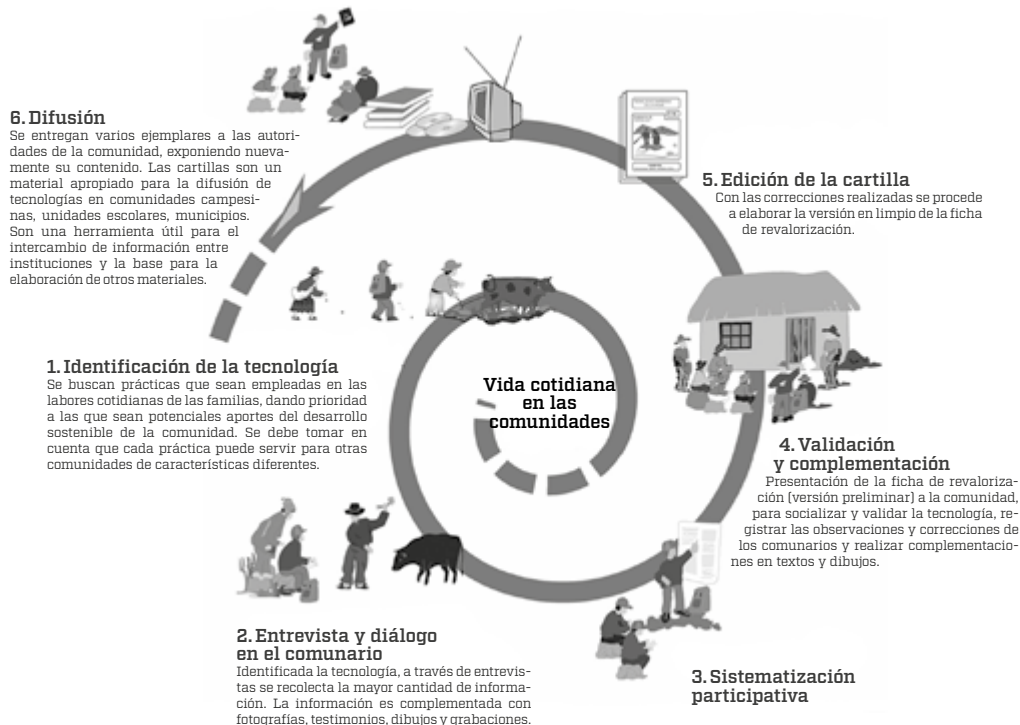 6. Difusión
Se entregan varios ejemplares a las autori-
dades de la comunidad, exponiendo nueva-
mente su contenido. Las cartillas son un
material apropiado para la difusión de
tecnologías en comunidades campesi-
nas, unidades escolares, municipios.
Son una herramienta útil para el
intercambio de información entre
instituciones y la base para la
elaboración de otros materiales.
5. Edición de la cartilla
Con las correcciones realizadas se procede
a elaborar la versión en limpio de la ficha
de revalorización.
1. Identificación de la tecnología
Se buscan prácticas que sean empleadas en las
labores cotidianas de las familias, dando prioridad
a las que sean potenciales aportes del desarrollo
sostenible de la comunidad. Se debe tomar en
cuenta que cada práctica puede servir para otras
comunidades de características diferentes.
Vida cotidiana
en las
comunidades
4. Validación
y complementación
Presentación de la ficha de revaloriza-
ción (versión preliminar) a la comunidad,
para socializar y validar la tecnología, re-
gistrar las observaciones y correcciones de
los comunarios y realizar complementacio-
nes en textos y dibujos.
2. Entrevista y diálogo
en el comunario
Identificada la tecnología, a través de entrevis-
tas se recolecta la mayor cantidad de informa-
ción. La información es complementada con
fotografías, testimonios, dibujos y grabaciones.
3. Sistematización
participativa